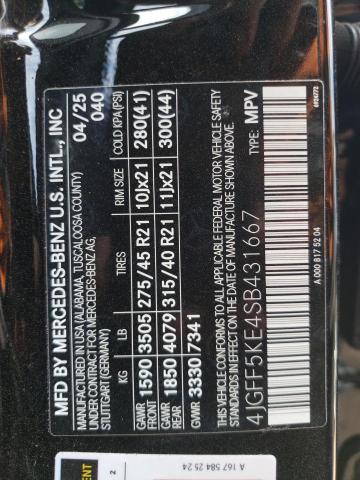 MFD BY MERCEDES-BENZ U.S. INTL., INC
MANUFACTURED IN USA (ALABAMA, TUSCALOOSA COUNTY) 04/25
UNDER CONTRACT FOR MERCEDES-BENZ AG, 040
STUTTGART (GERMANY)
KG LB TIRES RIM SIZE COLD KPA (PSI)
GAWR FRONT 1590 3505 275/45 R21 10Jx21 280(41)
GAWR REAR 1850 4079 315/40 R21 11Jx21 300(44)
GVWR 3330 7341
THIS VEHICLE CONFORMS TO ALL APPLICABLE FEDERAL MOTOR VEHICLE SAFETY
STANDARDS IN EFFECT ON THE DATE OF MANUFACTURE SHOWN ABOVE.
4JGFF5KE4SB431667 TYPE: MPV
A 000 817 52 04
A 167 584 25 24
2